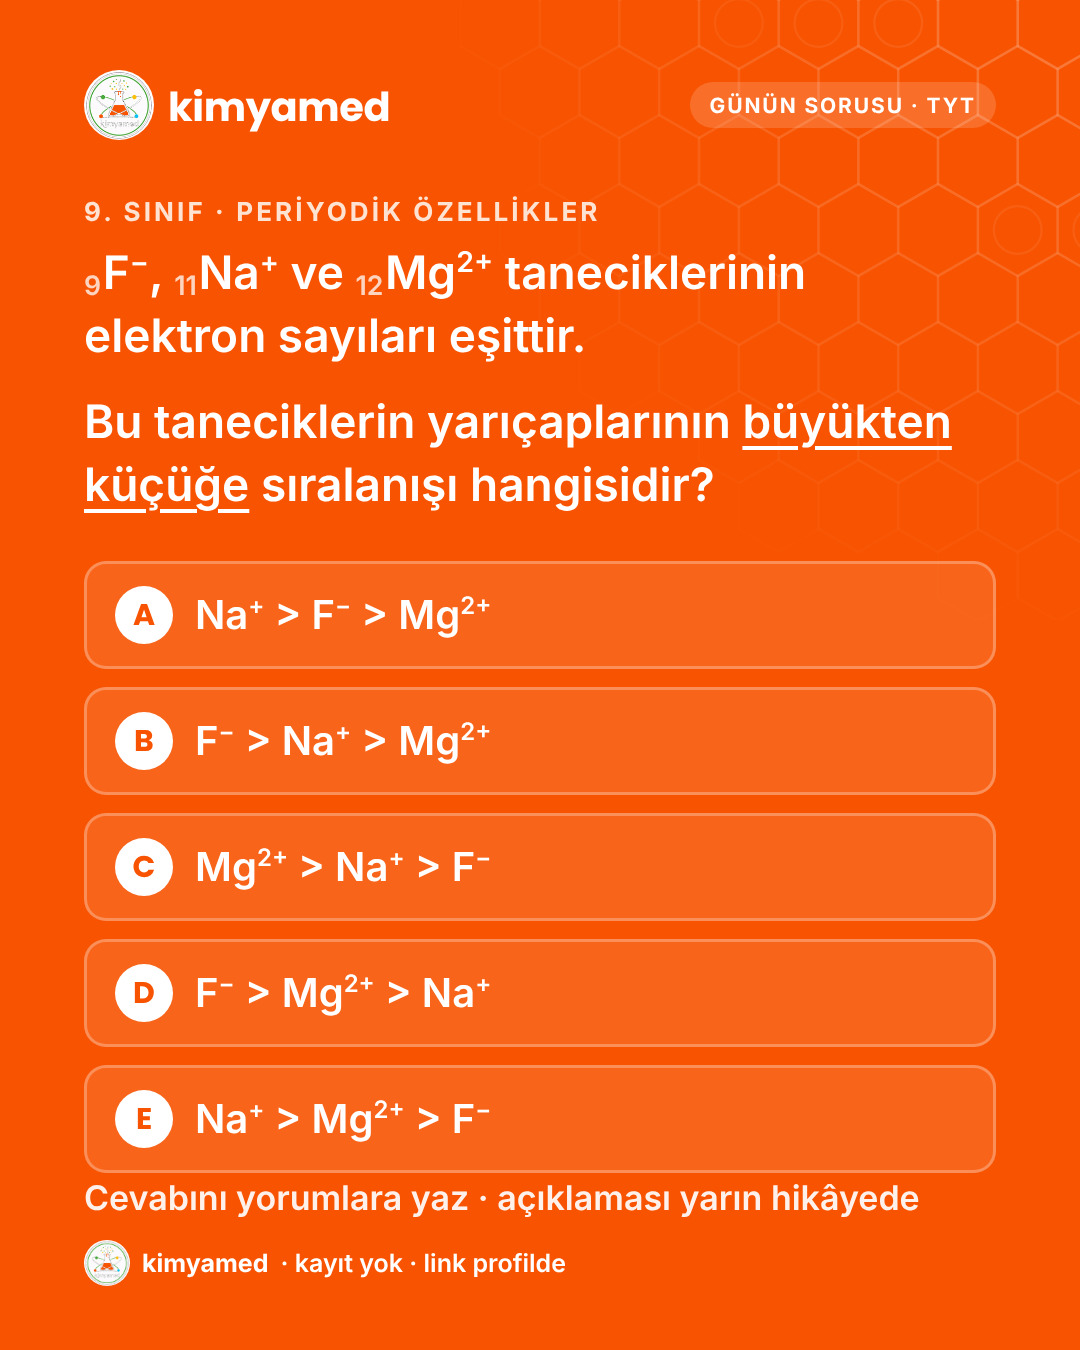 kimyamed
GÜNÜN SORUSU · TYT
9. SINIF · PERİYODİK ÖZELLİKLER
₉F⁻, ₁₁Na⁺ ve ₁₂Mg²⁺ taneciklerinin
elektron sayıları eşittir.
Bu taneciklerin yarıçaplarının büyükten
küçüğe sıralanışı hangisidir?
A Na⁺ > F⁻ > Mg²⁺
B F⁻ > Na⁺ > Mg²⁺
C Mg²⁺ > Na⁺ > F⁻
D F⁻ > Mg²⁺ > Na⁺
E Na⁺ > Mg²⁺ > F⁻
Cevabını yorumlara yaz · açıklaması yarın hikâyede
kimyamed · kayıt yok · link profilde